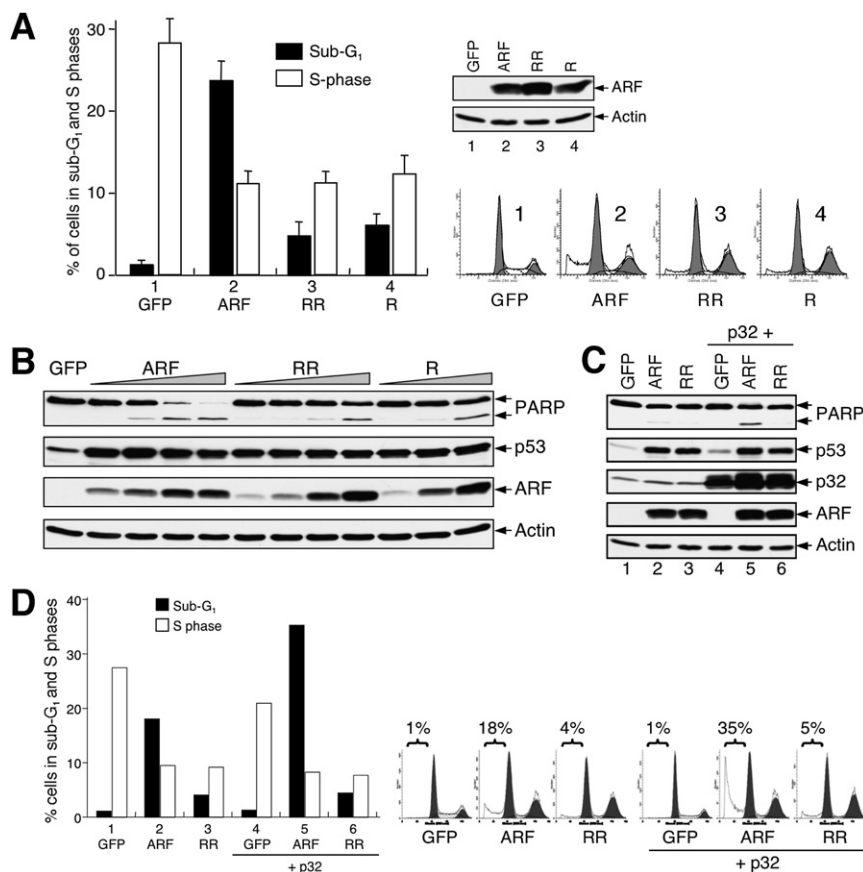 A
% of cells in sub-G₁ and S phases
30
20
10
0
Sub-G₁
S-phase
1 2 3 4
GFP ARF RR R
GFP ARF RR R
ARF
Actin
1 2 3 4
1 2 3 4
GFP ARF RR R
B
GFP ARF RR R
PARP
p53
ARF
Actin
C
p32 +
GFP ARF RR GFP ARF RR
PARP
p53
p32
ARF
Actin
1 2 3 4 5 6
D
% cells in sub-G₁ and S phases
40
30
20
10
0
Sub-G₁
S phase
1 2 3 4 5 6
GFP ARF RR GFP ARF RR
+ p32
1% 18% 4% 1% 35% 5%
GFP ARF RR GFP ARF RR
+ p32